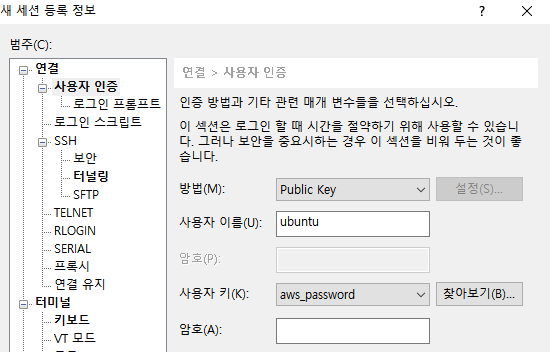 새 세션 등록 정보
범주(C):
연결
사용자 인증
로그인 프롬프트
로그인 스크립트
SSH
보안
터널링
SFTP
TELNET
RLOGIN
SERIAL
프록시
연결 유지
터미널
키보드
VT 모드
연결 > 사용자 인증
인증 방법과 기타 관련 매개 변수들을 선택하십시오.
이 섹션은 로그인 할 때 시간을 절약하기 위해 사용할 수 있습니
다. 그러나 보안을 중요시하는 경우 이 섹션을 비워 두는 것이 좋
습니다.
방법(M): Public Key 설정(S)...
사용자 이름(U): ubuntu
암호(P):
사용자 키(K): aws_password 찾아보기(B)...
암호(A):